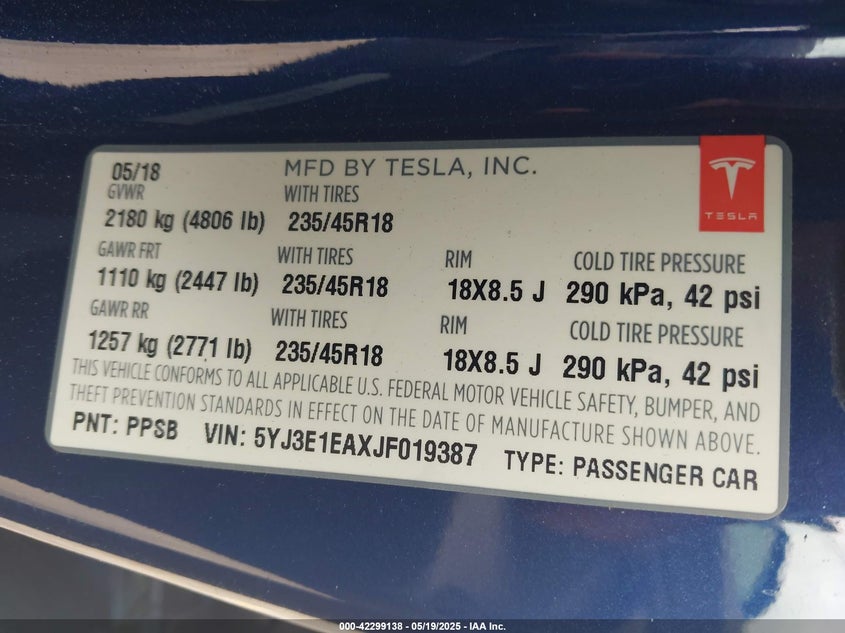 05/18 MFD BY TESLA, INC.
GVWR WITH TIRES
2180 kg (4806 lb) 235/45R18
TESLA
GAWR FRT WITH TIRES RIM COLD TIRE PRESSURE
1110 kg (2447 lb) 235/45R18 18X8.5 J 290 kPa, 42 psi
GAWR RR WITH TIRES RIM COLD TIRE PRESSURE
1257 kg (2771 lb) 235/45R18 18X8.5 J 290 kPa, 42 psi
THIS VEHICLE CONFORMS TO ALL APPLICABLE U.S. FEDERAL MOTOR VEHICLE SAFETY, BUMPER, AND
THEFT PREVENTION STANDARDS IN EFFECT ON THE DATE OF MANUFACTURE SHOWN ABOVE.
PNT: PPSB VIN: 5YJ3E1EAXJF019387 TYPE: PASSENGER CAR
000-42299138 - 05/19/2025 - IAA Inc.